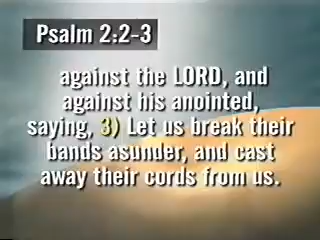 Psalm 2:2-3
against the LORD, and
against his anointed,
saying, 3) Let us break their
bands asunder, and cast
away their cords from us.